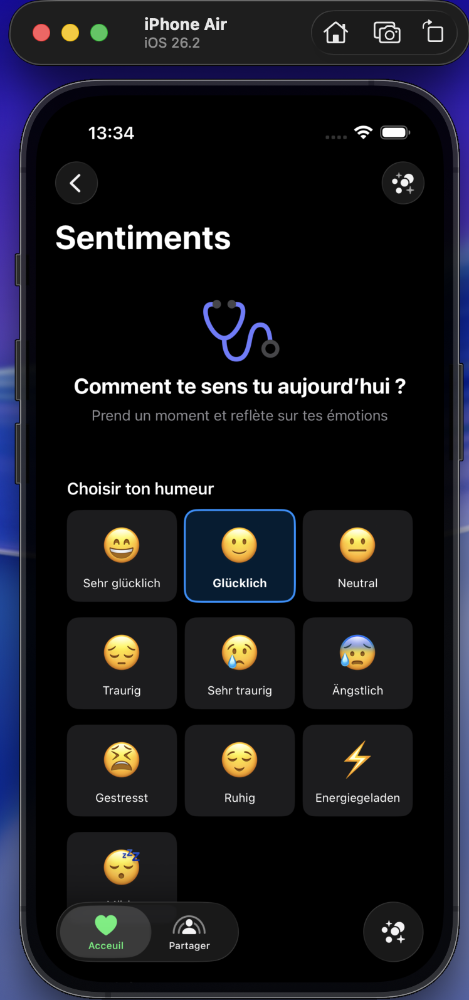 iPhone Air
iOS 26.2
13:34
Sentiments
Comment te sens tu aujourd’hui ?
Prend un moment et reflète sur tes émotions
Choisir ton humeur
Sehr glücklich
Glücklich
Neutral
Traurig
Sehr traurig
Ängstlich
Gestresst
Ruhig
Energiegeladen
Acceuil
Partager